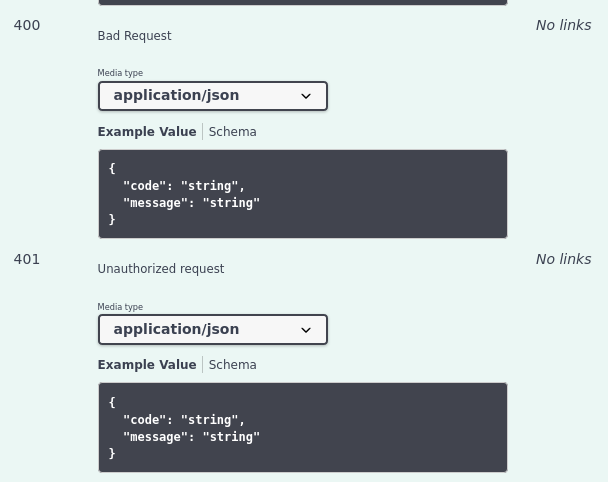 400
No links
Bad Request
Media type
application/json
Example Value Schema
{
"code": "string",
"message": "string"
}
401
No links
Unauthorized request
Media type
application/json
Example Value Schema
{
"code": "string",
"message": "string"
}